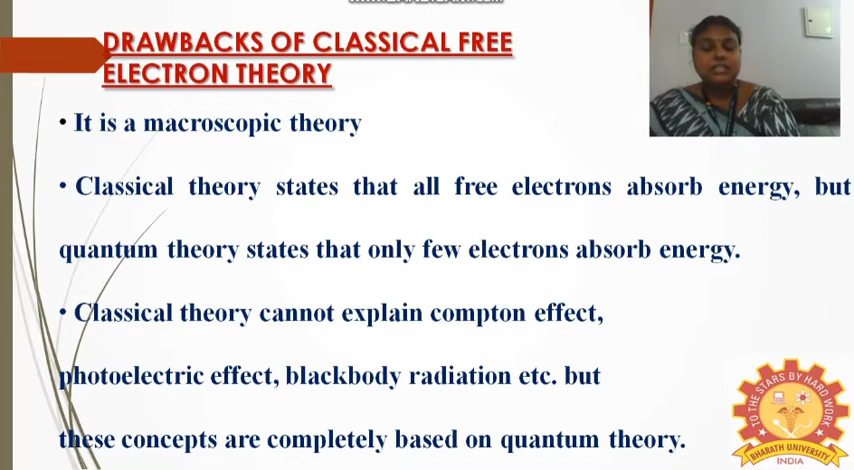 DRAWBACKS OF CLASSICAL FREE
ELECTRON THEORY
• It is a macroscopic theory
• Classical theory states that all free electrons absorb energy, but
quantum theory states that only few electrons absorb energy.
• Classical theory cannot explain compton effect,
photoelectric effect, blackbody radiation etc. but
these concepts are completely based on quantum theory.
TO THE STARS BY HARD WORK
BHARATH UNIVERSITY
INDIA